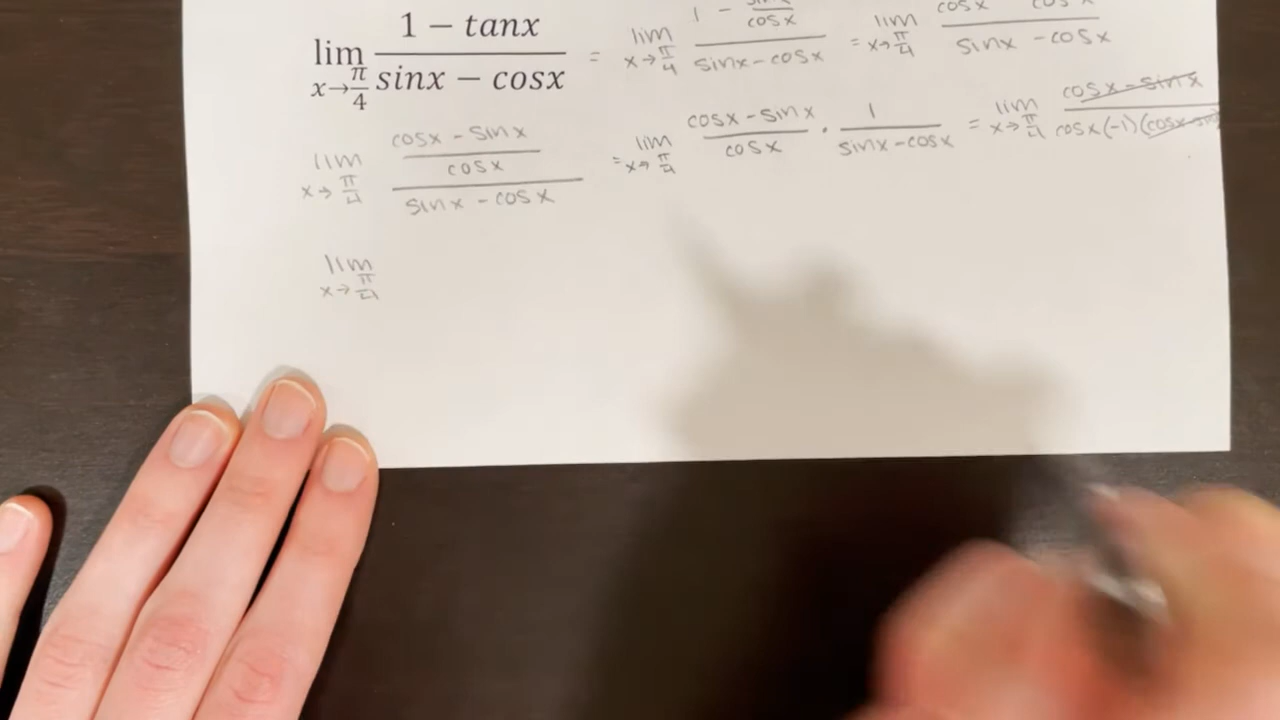 lim x→π/4 (1 − tanx)/(sinx − cosx) = lim x→π/4 (1 − sinx/cosx)/(sinx − cosx) = lim x→π/4 (cosx cosx)/(sinx − cosx)
lim x→π/4 ((cosx − sinx)/cosx)/(sinx − cosx) = lim x→π/4 (cosx − sinx)/cosx · 1/(sinx − cosx) = lim x→π/4 (cosx − sinx)/(cosx(−1)(cosx − sinx)
lim x→π/4